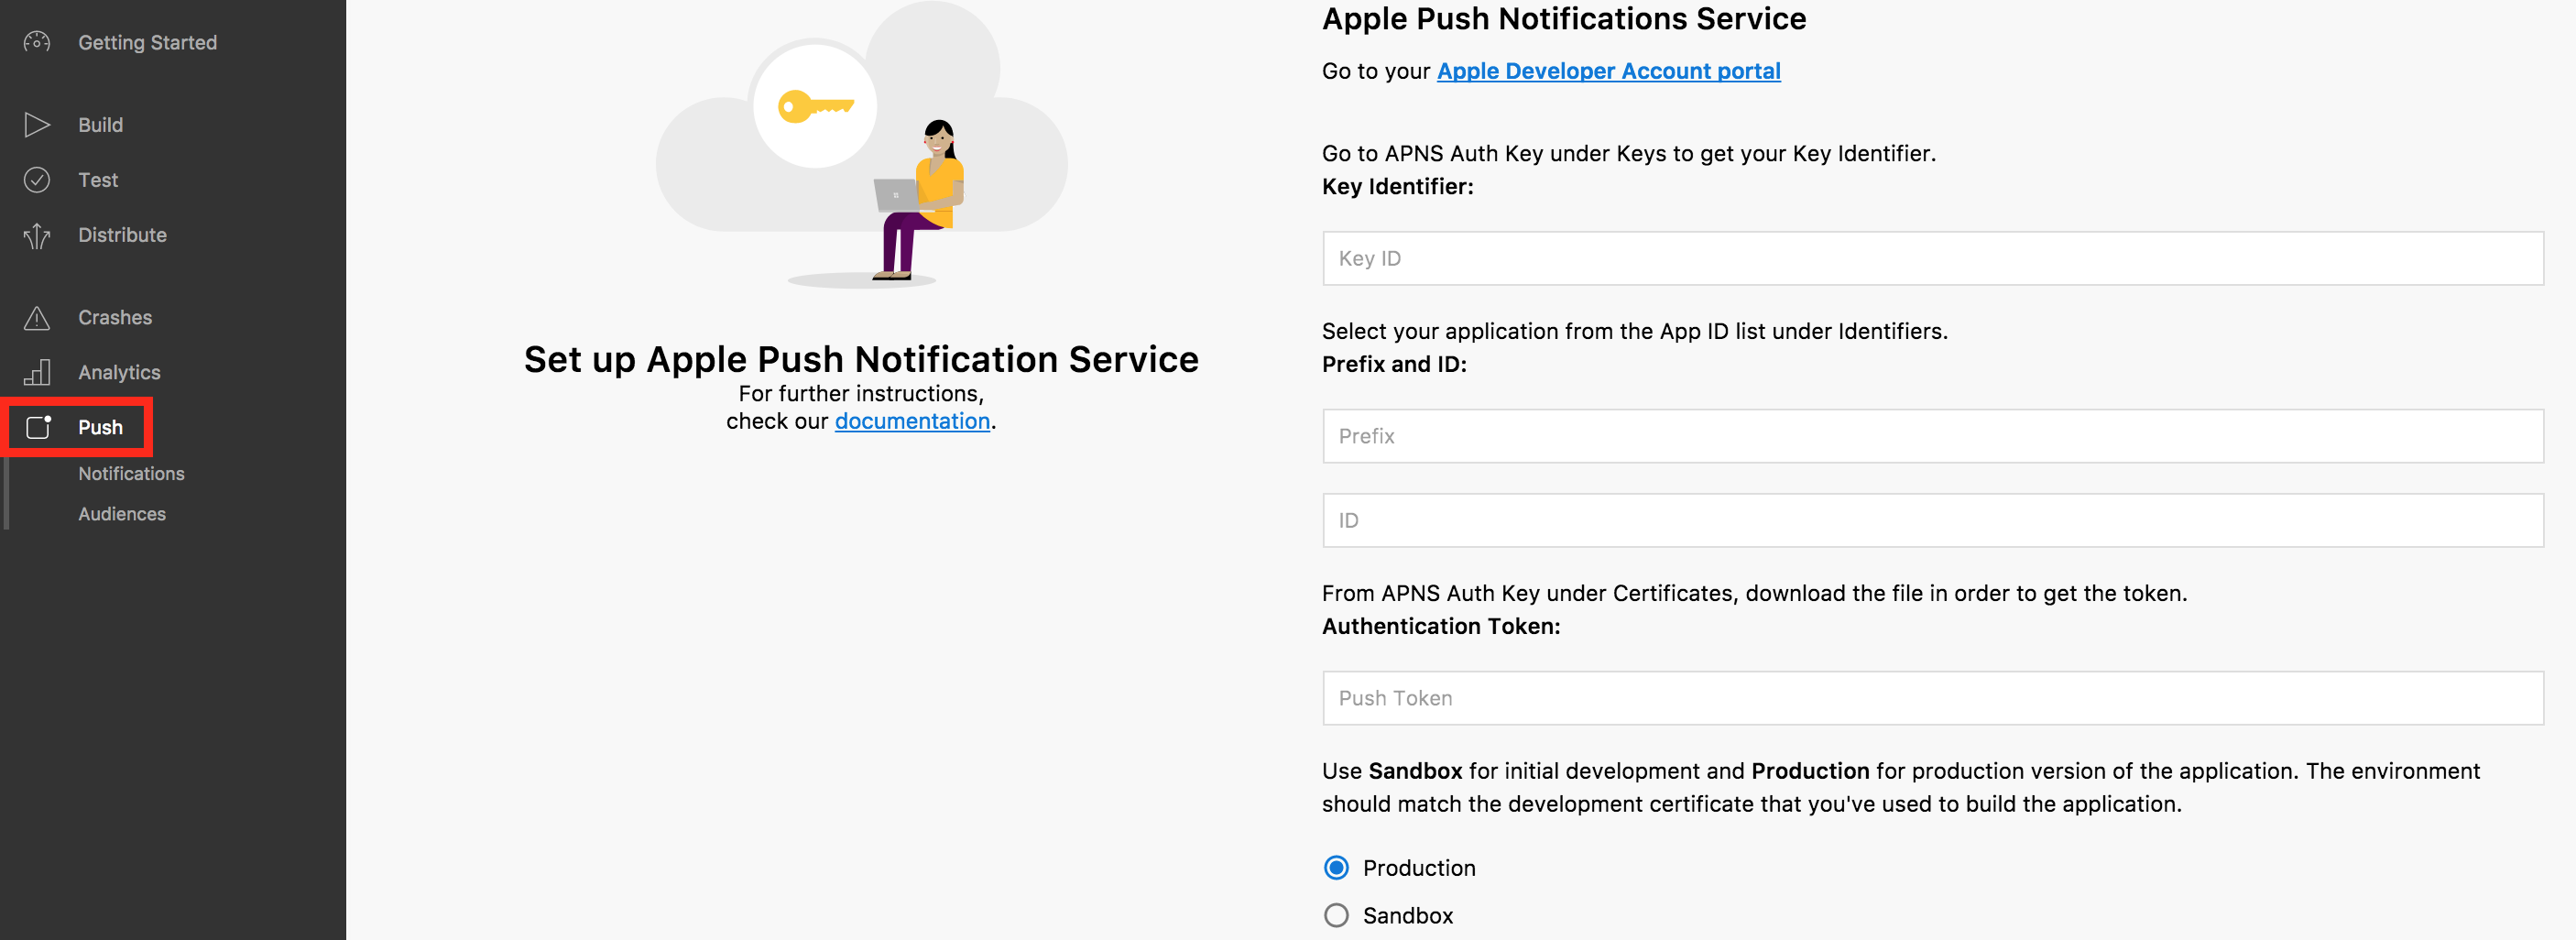 Getting Started
Build
Test
Distribute
Crashes
Analytics
Push
Notifications
Audiences
Set up Apple Push Notification Service
For further instructions,
check our documentation.
Apple Push Notifications Service
Go to your Apple Developer Account portal
Go to APNS Auth Key under Keys to get your Key Identifier.
Key Identifier:
Key ID
Select your application from the App ID list under Identifiers.
Prefix and ID:
Prefix
ID
From APNS Auth Key under Certificates, download the file in order to get the token.
Authentication Token:
Push Token
Use Sandbox for initial development and Production for production version of the application. The environment
should match the development certificate that you've used to build the application.
Production
Sandbox